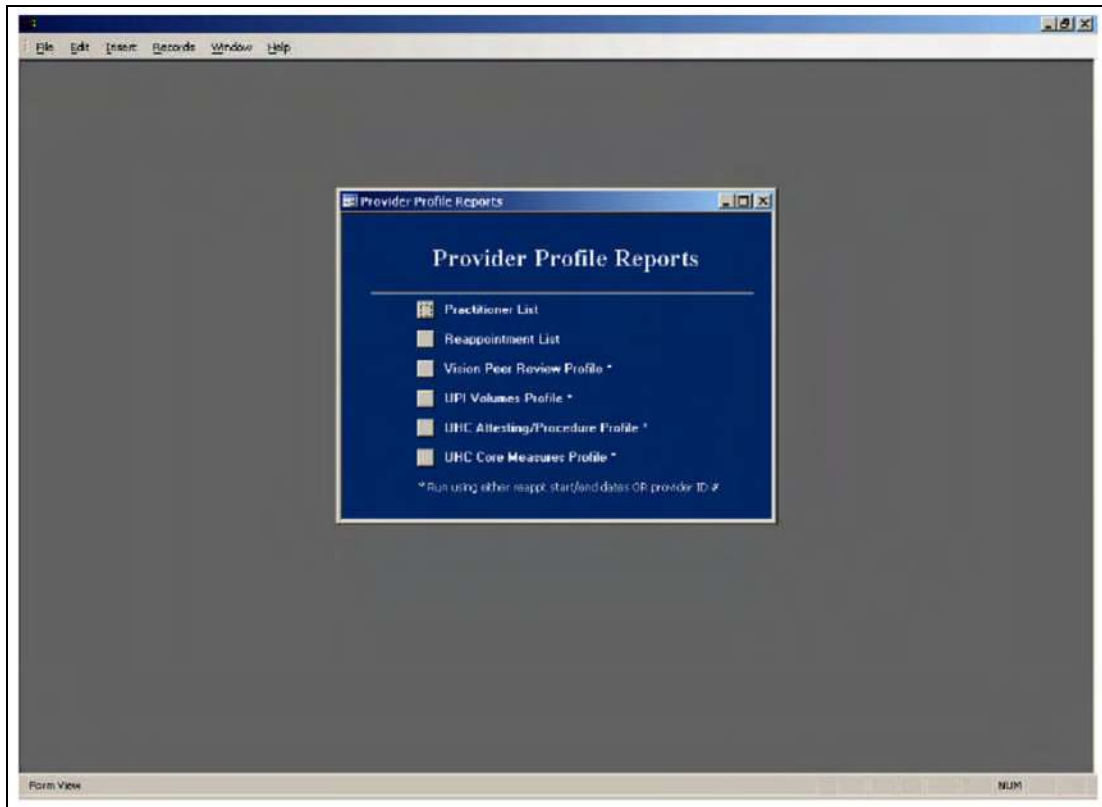 File Edit Insert Records Window Help
Provider Profile Reports
Provider Profile Reports
Practitioner List
Reappointment List
Vision Peer Review Profile *
UPI Volumes Profile *
UHC Attesting/Procedure Profile *
UHC Core Measures Profile *
* Run using either reappt start/end dates OR provider ID #
Form View NUM